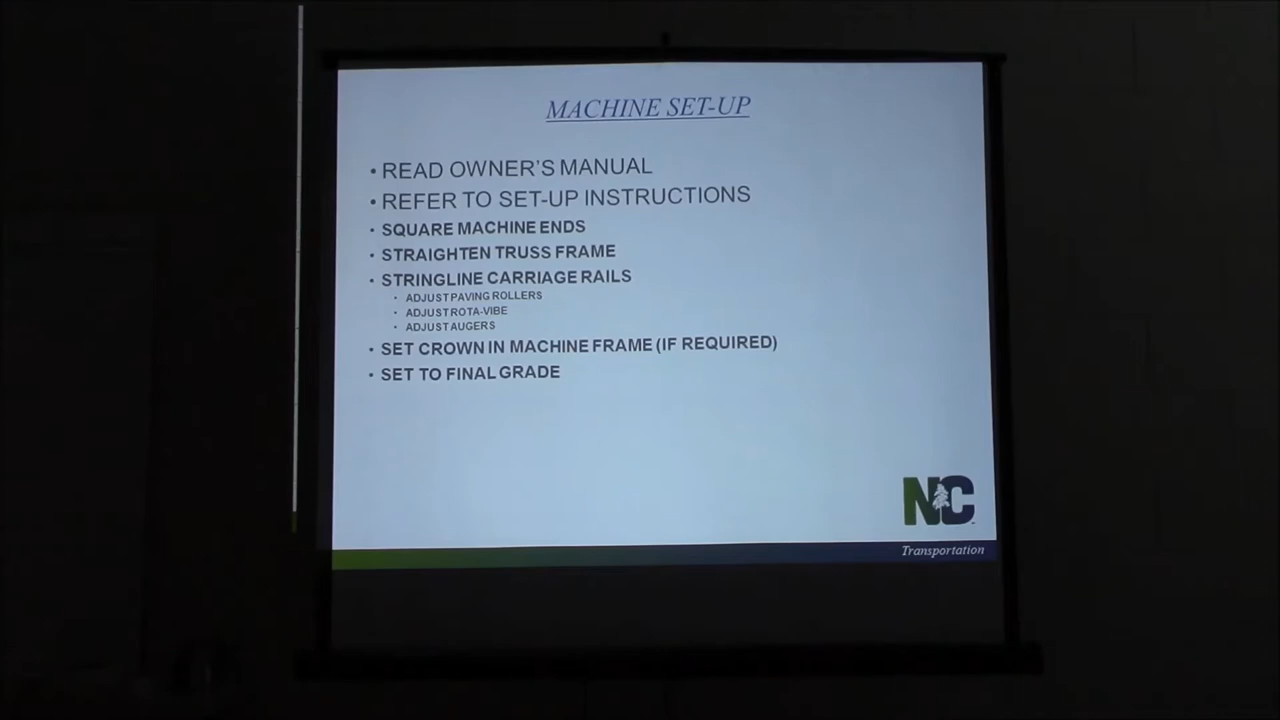 MACHINE SET-UP
• READ OWNER'S MANUAL
• REFER TO SET-UP INSTRUCTIONS
• SQUARE MACHINE ENDS
• STRAIGHTEN TRUSS FRAME
• STRINGLINE CARRIAGE RAILS
• ADJUST PAVING ROLLERS
• ADJUST ROTA-VIBE
• ADJUST AUGERS
• SET CROWN IN MACHINE FRAME (IF REQUIRED)
• SET TO FINAL GRADE
NC
Transportation